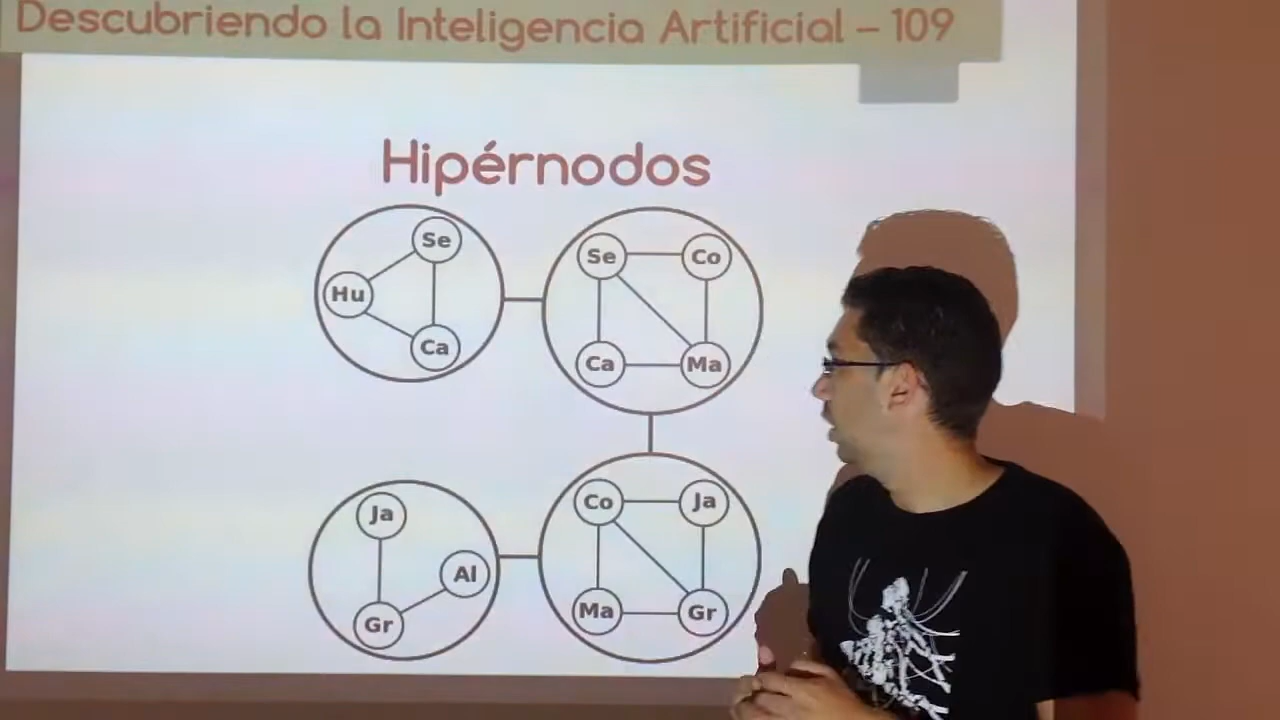 Descubriendo la Inteligencia Artificial – 109
Hipérnodos
Se
Hu
Ca
Se Co
Ca Ma
Ja
Al
Gr
Co Ja
Ma Gr